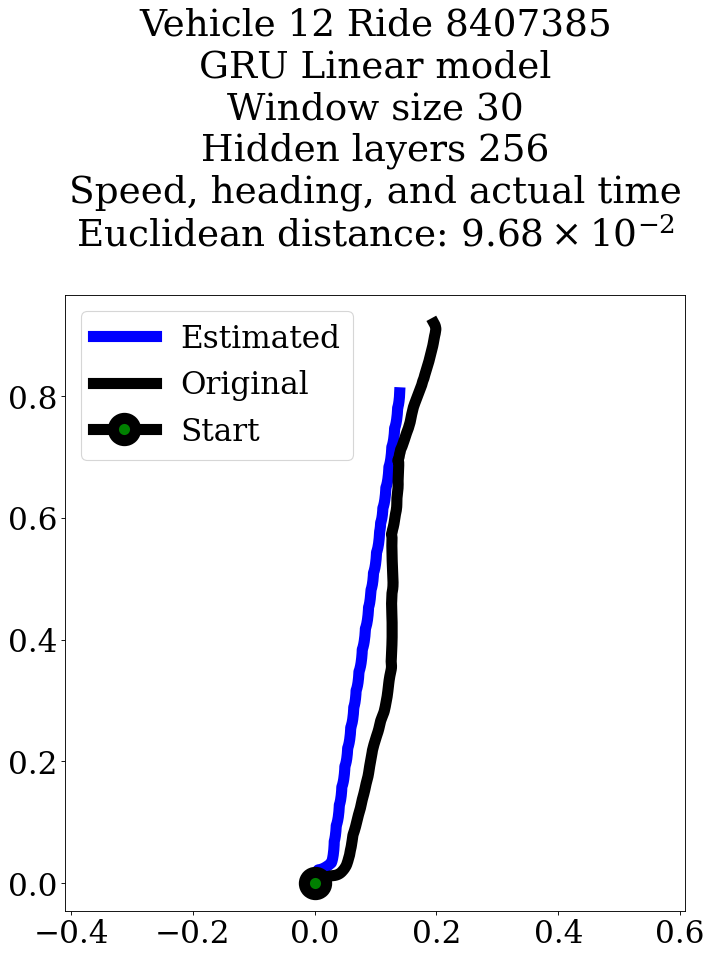 Vehicle 12 Ride 8407385
GRU Linear model
Window size 30
Hidden layers 256
Speed, heading, and actual time
Euclidean distance: 9.68 × 10⁻²
Estimated
Original
Start
0.8
0.6
0.4
0.2
0.0
−0.4 −0.2 0.0 0.2 0.4 0.6